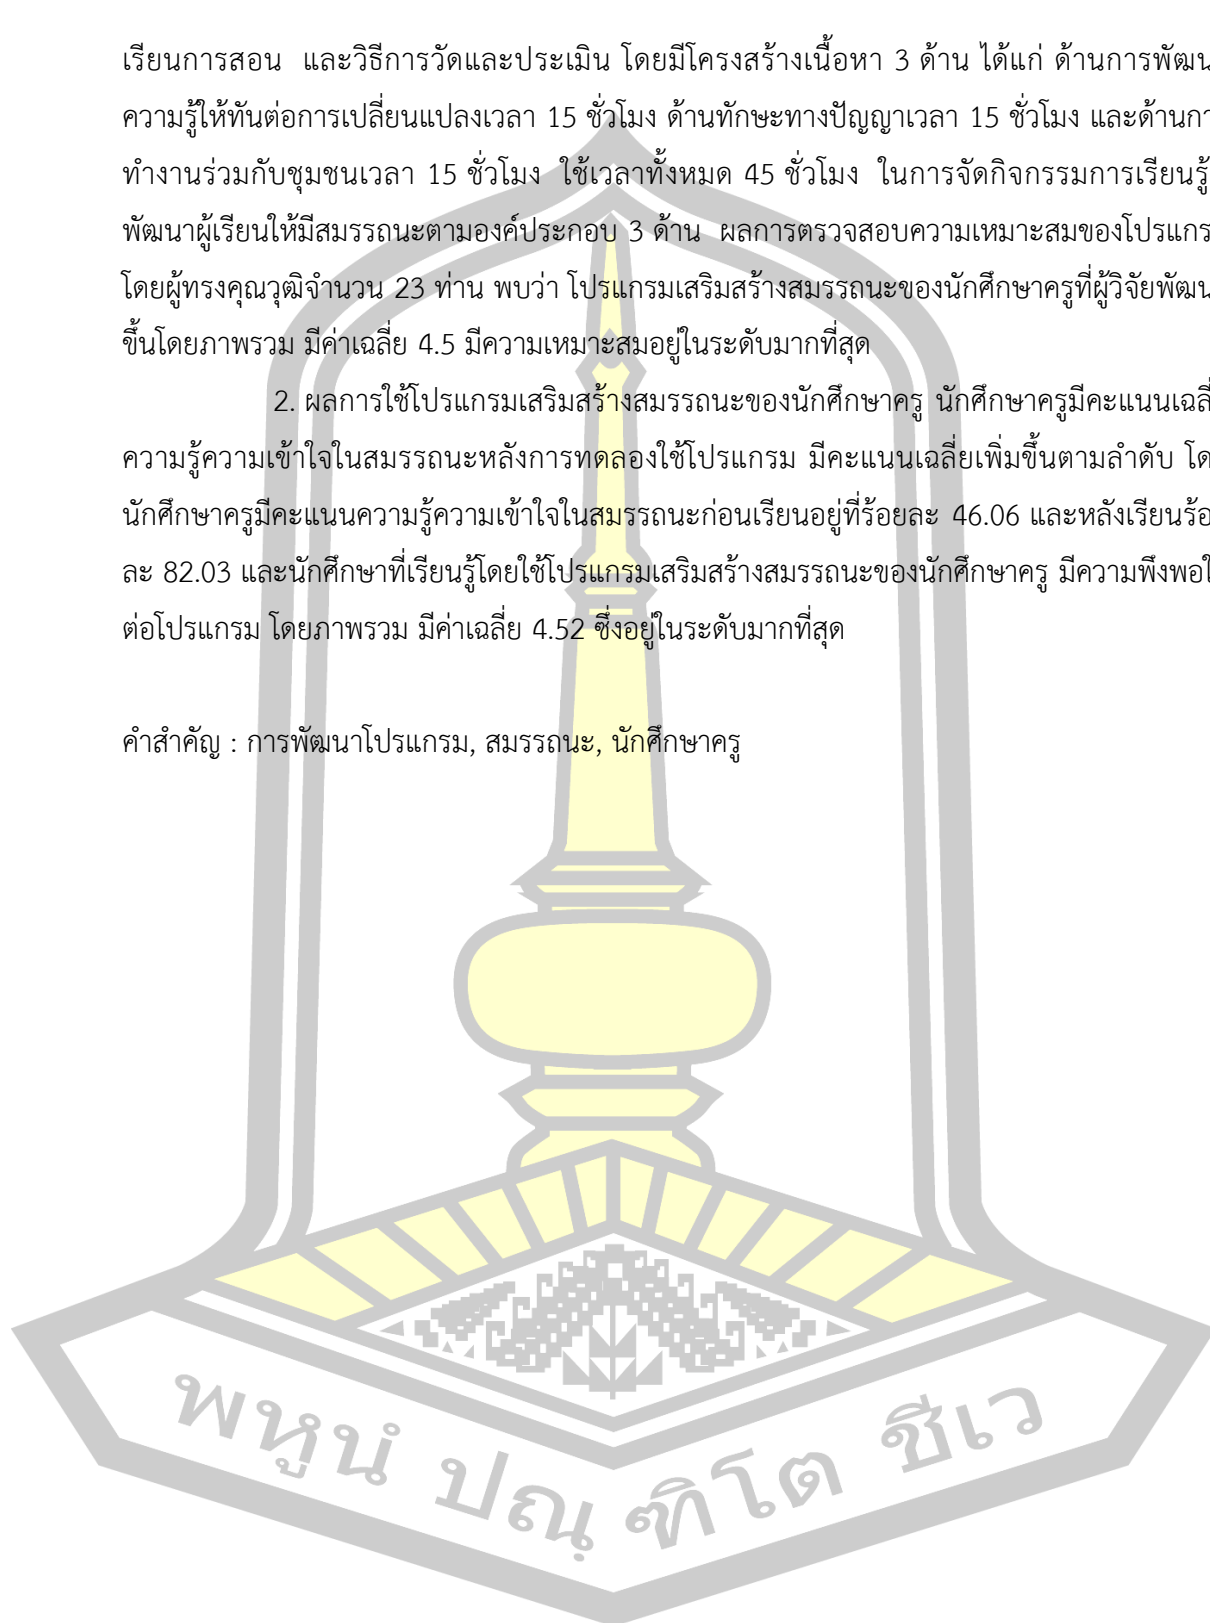 เรียนการสอน และวิธีการวัดและประเมิน โดยมีโครงสร้างเนื้อหา 3 ด้าน ได้แก่ ด้านการพัฒน
ความรู้ให้ทันต่อการเปลี่ยนแปลงเวลา 15 ชั่วโมง ด้านทักษะทางปัญญาเวลา 15 ชั่วโมง และด้านกา
ทำงานร่วมกับชุมชนเวลา 15 ชั่วโมง ใช้เวลาทั้งหมด 45 ชั่วโมง ในการจัดกิจกรรมการเรียนรู้
พัฒนาผู้เรียนให้มีสมรรถนะตามองค์ประกอบ 3 ด้าน ผลการตรวจสอบความเหมาะสมของโปรแกร
โดยผู้ทรงคุณวุฒิจำนวน 23 ท่าน พบว่า โปรแกรมเสริมสร้างสมรรถนะของนักศึกษาครูที่ผู้วิจัยพัฒน
ขึ้นโดยภาพรวม มีค่าเฉลี่ย 4.5 มีความเหมาะสมอยู่ในระดับมากที่สุด
2. ผลการใช้โปรแกรมเสริมสร้างสมรรถนะของนักศึกษาครู นักศึกษาครูมีคะแนนเฉลี่
ความรู้ความเข้าใจในสมรรถนะหลังการทดลองใช้โปรแกรม มีคะแนนเฉลี่ยเพิ่มขึ้นตามลำดับ โด
นักศึกษาครูมีคะแนนความรู้ความเข้าใจในสมรรถนะก่อนเรียนอยู่ที่ร้อยละ 46.06 และหลังเรียนร้อ
ละ 82.03 และนักศึกษาที่เรียนรู้โดยใช้โปรแกรมเสริมสร้างสมรรถนะของนักศึกษาครู มีความพึงพอใ
ต่อโปรแกรม โดยภาพรวม มีค่าเฉลี่ย 4.52 ซึ่งอยู่ในระดับมากที่สุด
คำสำคัญ : การพัฒนาโปรแกรม, สมรรถนะ, นักศึกษาครู
พหูนํ ปณฺฑิโต ชีเว